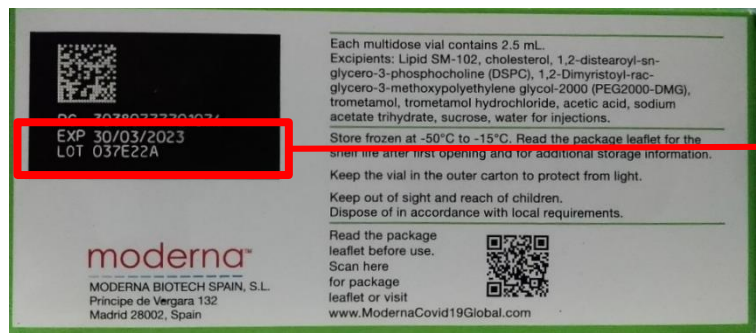 EXP 30/03/2023
LOT 037E22A
moderna™
MODERNA BIOTECH SPAIN, S.L.
Príncipe de Vergara 132
Madrid 28002, Spain
Each multidose vial contains 2.5 mL.
Excipients: Lipid SM-102, cholesterol, 1,2-distearoyl-sn-
glycero-3-phosphocholine (DSPC), 1,2-Dimyristoyl-rac-
glycero-3-methoxypolyethylene glycol-2000 (PEG2000-DMG),
trometamol, trometamol hydrochloride, acetic acid, sodium
acetate trihydrate, sucrose, water for injections.
Store frozen at -50°C to -15°C. Read the package leaflet for the
shelf life after first opening and for additional storage information.
Keep the vial in the outer carton to protect from light.
Keep out of sight and reach of children.
Dispose of in accordance with local requirements.
Read the package
leaflet before use.
Scan here
for package
leaflet or visit
www.ModernaCovid19Global.com